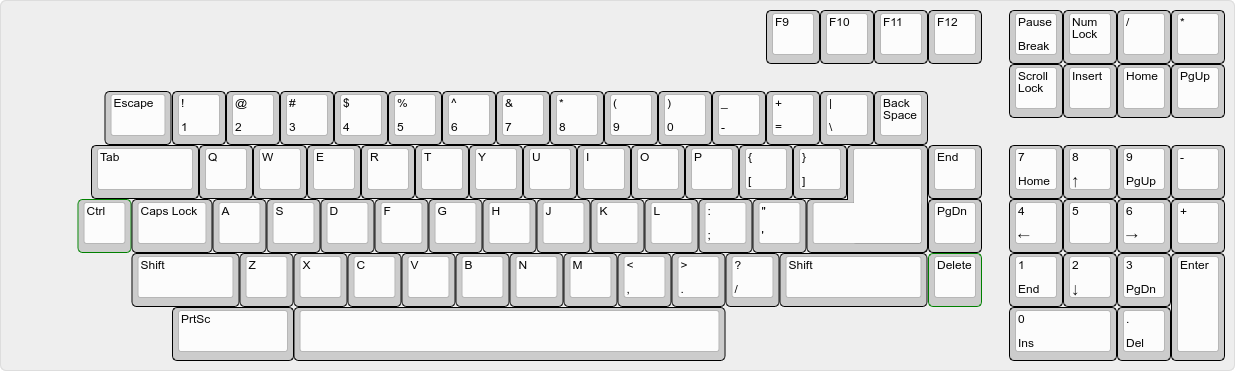 F9 F10 F11 F12 Pause Num / *
Lock
Break
Scroll Insert Home PgUp
Lock
Escape ! @ # $ % ^ & * ( ) _ + | Back
Space
1 2 3 4 5 6 7 8 9 0 - = \
Tab Q W E R T Y U I O P { } End 7 8 9 -
[ ] Home ↑ PgUp
Ctrl Caps Lock A S D F G H J K L : " PgDn 4 5 6 +
; ' ← →
Shift Z X C V B N M < > ? Shift Delete 1 2 3 Enter
, . / End ↓ PgDn
PrtSc 0 .
Ins Del